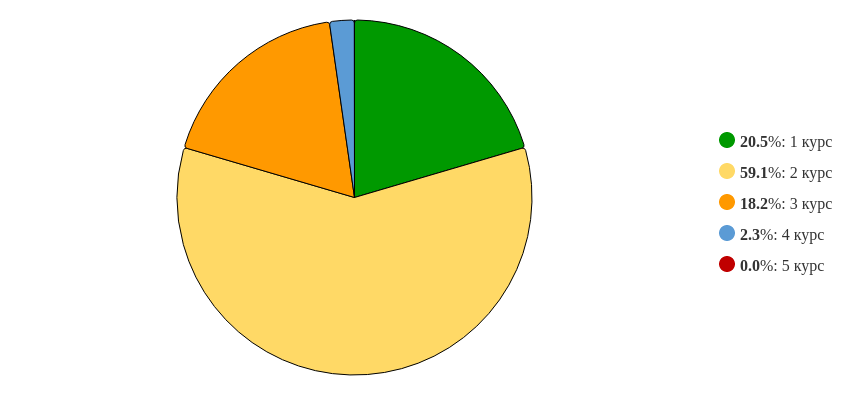 20.5%: 1 курс
59.1%: 2 курс
18.2%: 3 курс
2.3%: 4 курс
0.0%: 5 курс